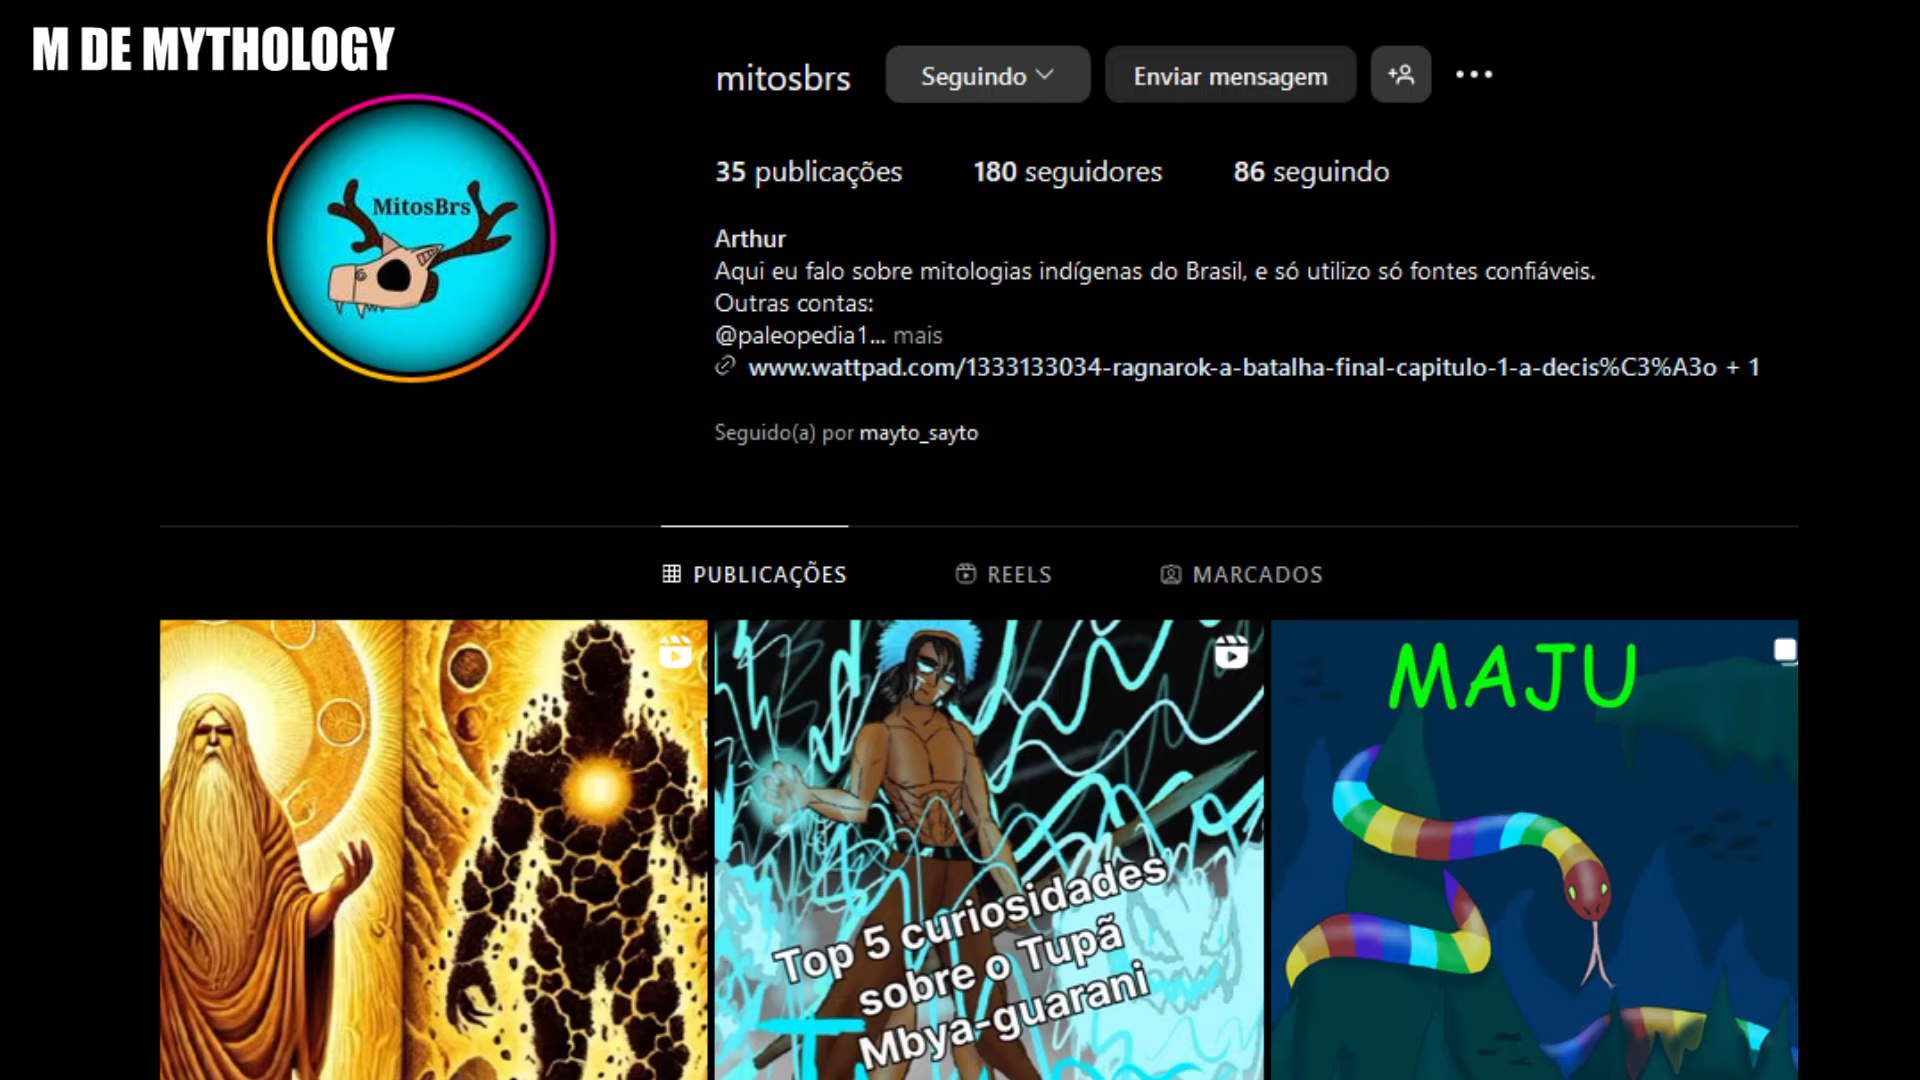 M DE MYTHOLOGY
mitosbrs
Seguindo
Enviar mensagem
MitosBrs
35 publicações
180 seguidores
86 seguindo
Arthur
Aqui eu falo sobre mitologias indígenas do Brasil, e só utilizo só fontes confiáveis.
Outras contas:
@paleopedia1... mais
www.wattpad.com/1333133034-ragnarok-a-batalha-final-capitulo-1-a-decis%C3%A3o + 1
Seguido(a) por mayto_sayto
PUBLICAÇÕES
REELS
MARCADOS
Top 5 curiosidades
sobre o Tupã
Mbya-guarani
MAJU